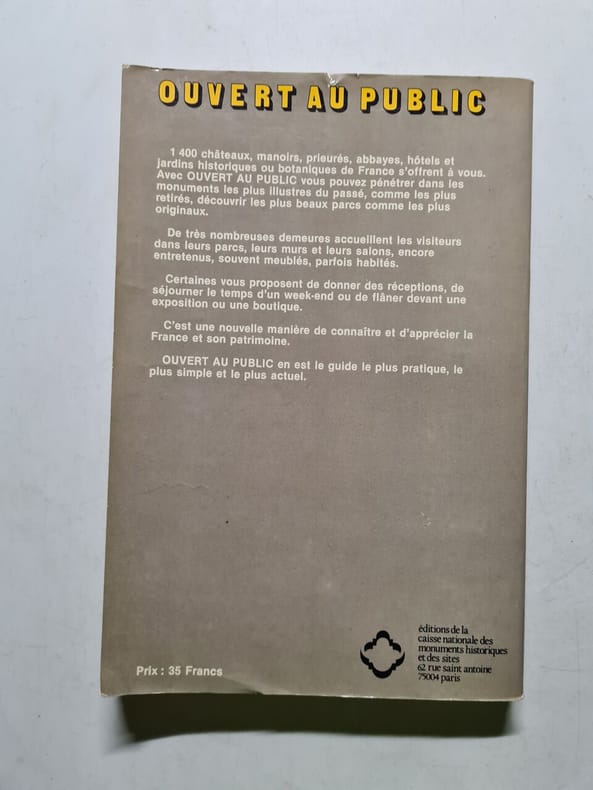 OUVERT AU PUBLIC
1 400 châteaux, manoirs, prieurés, abbayes, hôtels et
jardins historiques ou botaniques de France s'offrent à vous.
Avec OUVERT AU PUBLIC vous pouvez pénétrer dans les
monuments les plus illustres du passé, comme les plus
retirés, découvrir les plus beaux parcs comme les plus
originaux.
De très nombreuses demeures accueillent les visiteurs
dans leurs parcs, leurs murs et leurs salons, encore
entretenus, souvent meublés, parfois habités.
Certaines vous proposent de donner des réceptions, de
séjourner le temps d'un week-end ou de flâner devant une
exposition ou une boutique.
C'est une nouvelle manière de connaître et d'apprécier la
France et son patrimoine.
OUVERT AU PUBLIC en est le guide le plus pratique, le
plus simple et le plus actuel.
Prix : 35 Francs
éditions de la
caisse nationale des
monuments historiques
et des sites
62 rue saint antoine
75004 paris